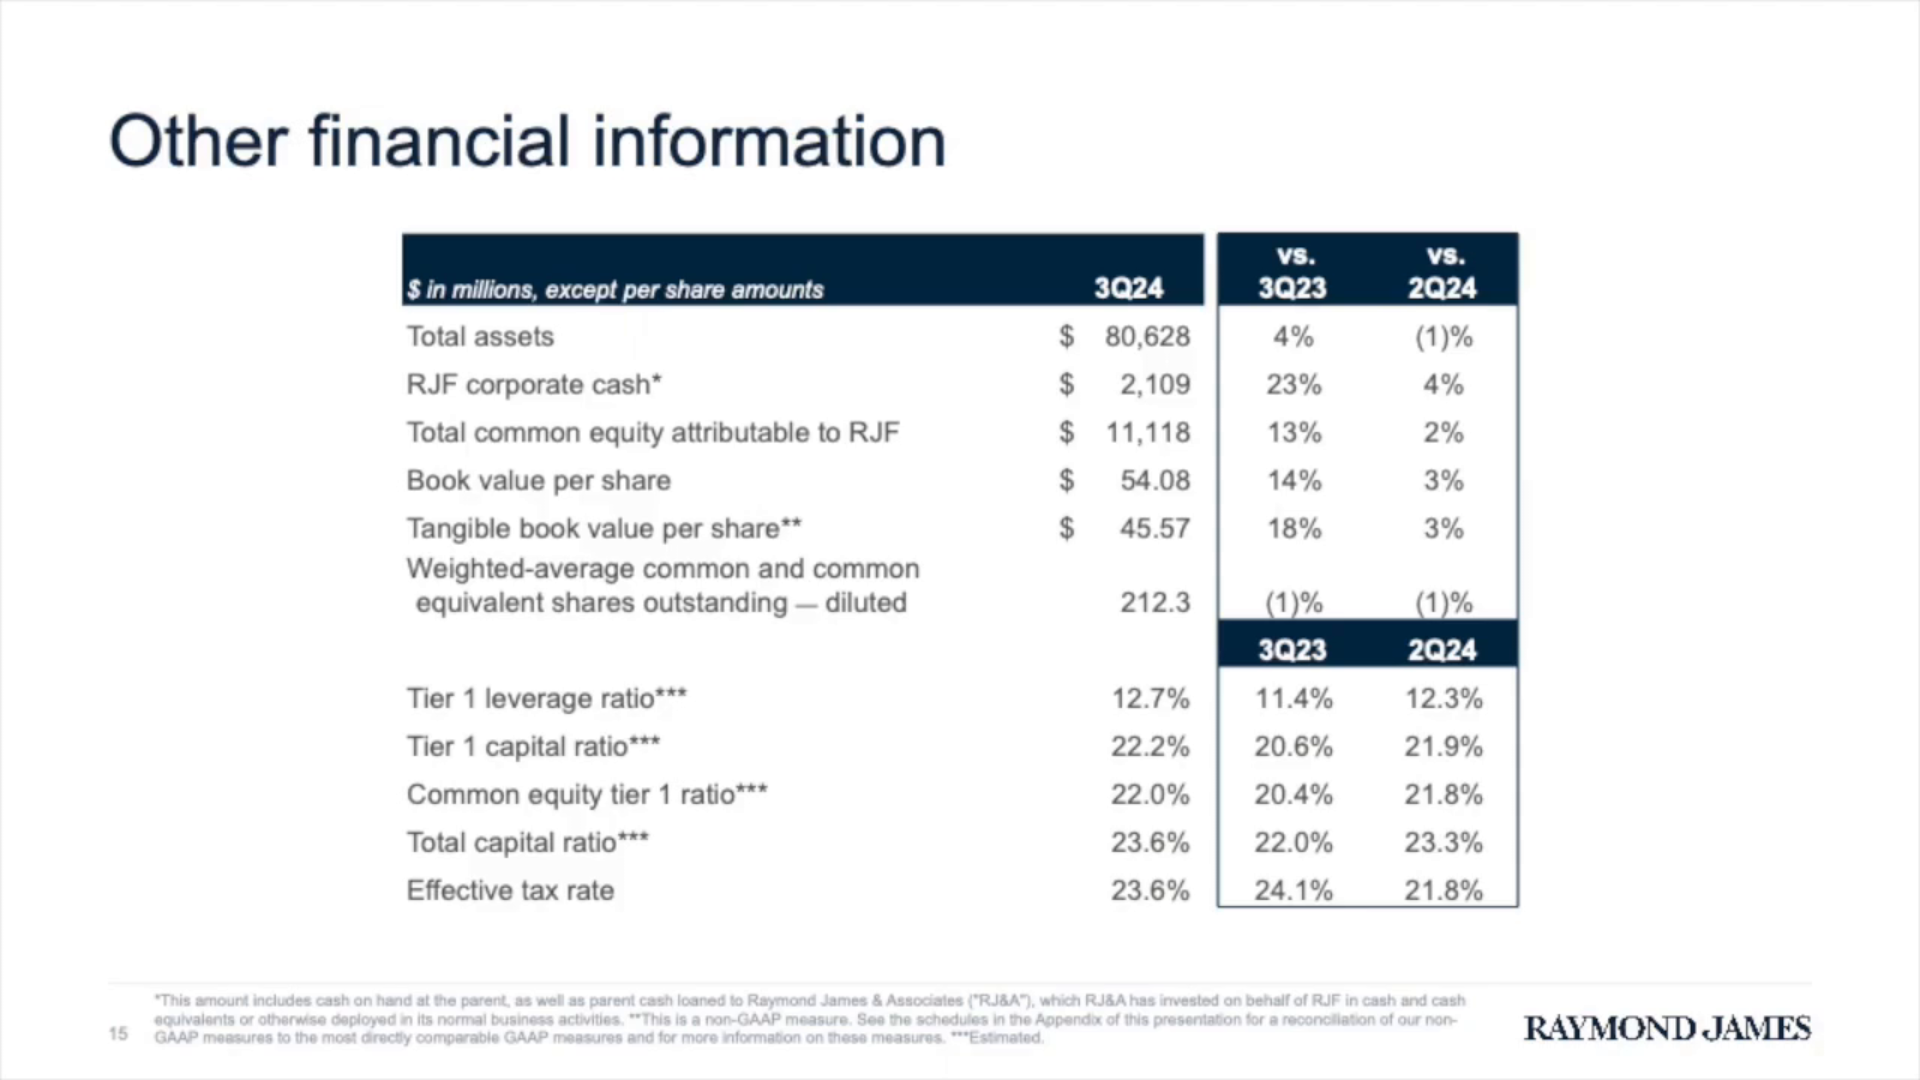 Other financial information
vs. vs.
$ in millions, except per share amounts 3Q24 3Q23 2Q24
Total assets $ 80,628 4% (1)%
RJF corporate cash* $ 2,109 23% 4%
Total common equity attributable to RJF $ 11,118 13% 2%
Book value per share $ 54.08 14% 3%
Tangible book value per share** $ 45.57 18% 3%
Weighted-average common and common
equivalent shares outstanding — diluted 212.3 (1)% (1)%
3Q23 2Q24
Tier 1 leverage ratio*** 12.7% 11.4% 12.3%
Tier 1 capital ratio*** 22.2% 20.6% 21.9%
Common equity tier 1 ratio*** 22.0% 20.4% 21.8%
Total capital ratio*** 23.6% 22.0% 23.3%
Effective tax rate 23.6% 24.1% 21.8%
*This amount includes cash on hand at the parent, as well as parent cash loaned to Raymond James & Associates ("RJ&A"), which RJ&A has invested on behalf of RJF in cash and cash
equivalents or otherwise deployed in its normal business activities. **This is a non-GAAP measure. See the schedules in the Appendix of this presentation for a reconciliation of our non-
GAAP measures to the most directly comparable GAAP measures and for more information on these measures. ***Estimated.
15
RAYMOND JAMES